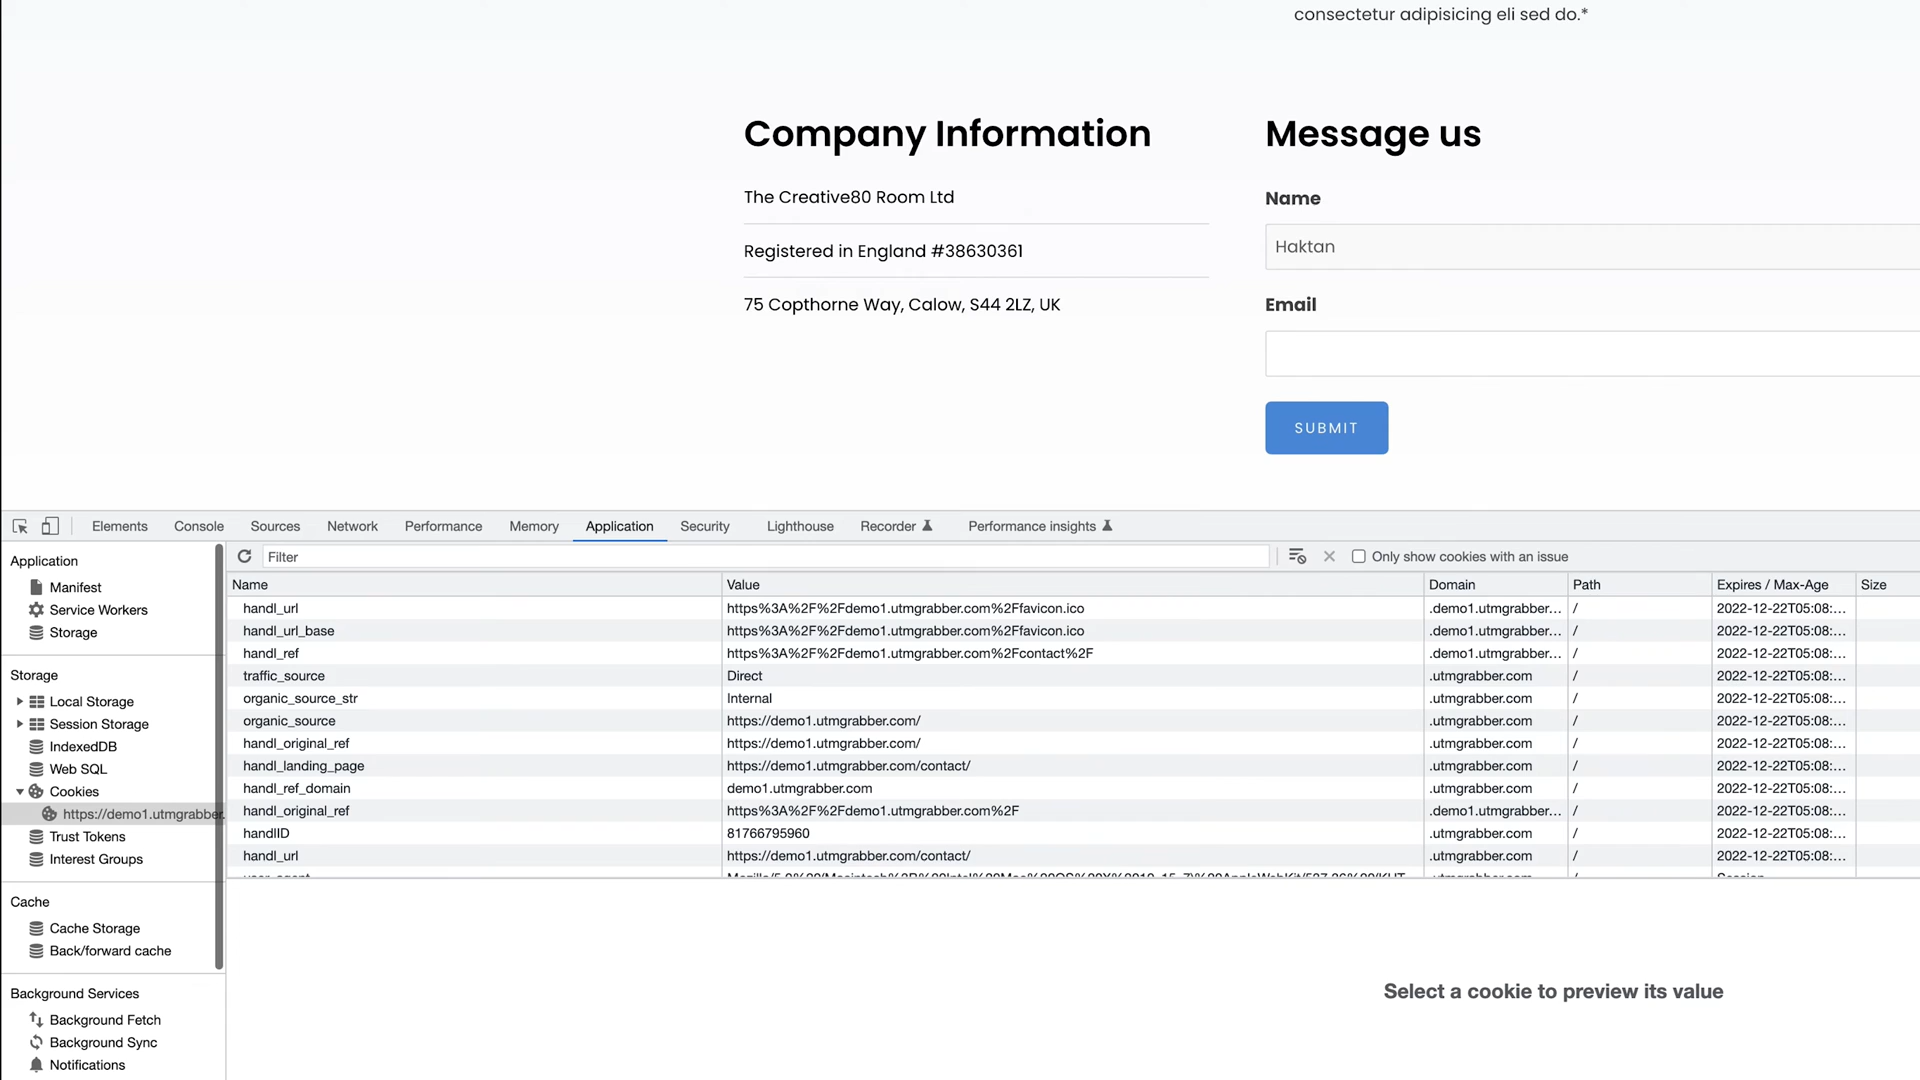 consectetur adipisicing eli sed do.*
Company Information
The Creative80 Room Ltd
Registered in England #38630361
75 Copthorne Way, Calow, S44 2LZ, UK
Message us
Name
Haktan
Email
SUBMIT
Elements Console Sources Network Performance Memory Application Security Lighthouse Recorder Performance insights
Application
Manifest
Service Workers
Storage
Storage
Local Storage
Session Storage
IndexedDB
Web SQL
Cookies
https://demo1.utmgrabber.
Trust Tokens
Interest Groups
Cache
Cache Storage
Back/forward cache
Background Services
Background Fetch
Background Sync
Notifications
Filter Only show cookies with an issue
Name Value Domain Path Expires / Max-Age Size
handl_url https%3A%2F%2Fdemo1.utmgrabber.com%2Ffavicon.ico .demo1.utmgrabber... / 2022-12-22T05:08:...
handl_url_base https%3A%2F%2Fdemo1.utmgrabber.com%2Ffavicon.ico .demo1.utmgrabber... / 2022-12-22T05:08:...
handl_ref https%3A%2F%2Fdemo1.utmgrabber.com%2Fcontact%2F .demo1.utmgrabber... / 2022-12-22T05:08:...
traffic_source Direct .utmgrabber.com / 2022-12-22T05:08:...
organic_source_str Internal .utmgrabber.com / 2022-12-22T05:08:...
organic_source https://demo1.utmgrabber.com/ .utmgrabber.com / 2022-12-22T05:08:...
handl_original_ref https://demo1.utmgrabber.com/ .utmgrabber.com / 2022-12-22T05:08:...
handl_landing_page https://demo1.utmgrabber.com/contact/ .utmgrabber.com / 2022-12-22T05:08:...
handl_ref_domain demo1.utmgrabber.com .utmgrabber.com / 2022-12-22T05:08:...
handl_original_ref https%3A%2F%2Fdemo1.utmgrabber.com%2F .demo1.utmgrabber... / 2022-12-22T05:08:...
handlID 81766795960 .utmgrabber.com / 2022-12-22T05:08:...
handl_url https://demo1.utmgrabber.com/contact/ .utmgrabber.com / 2022-12-22T05:08:...
Select a cookie to preview its value